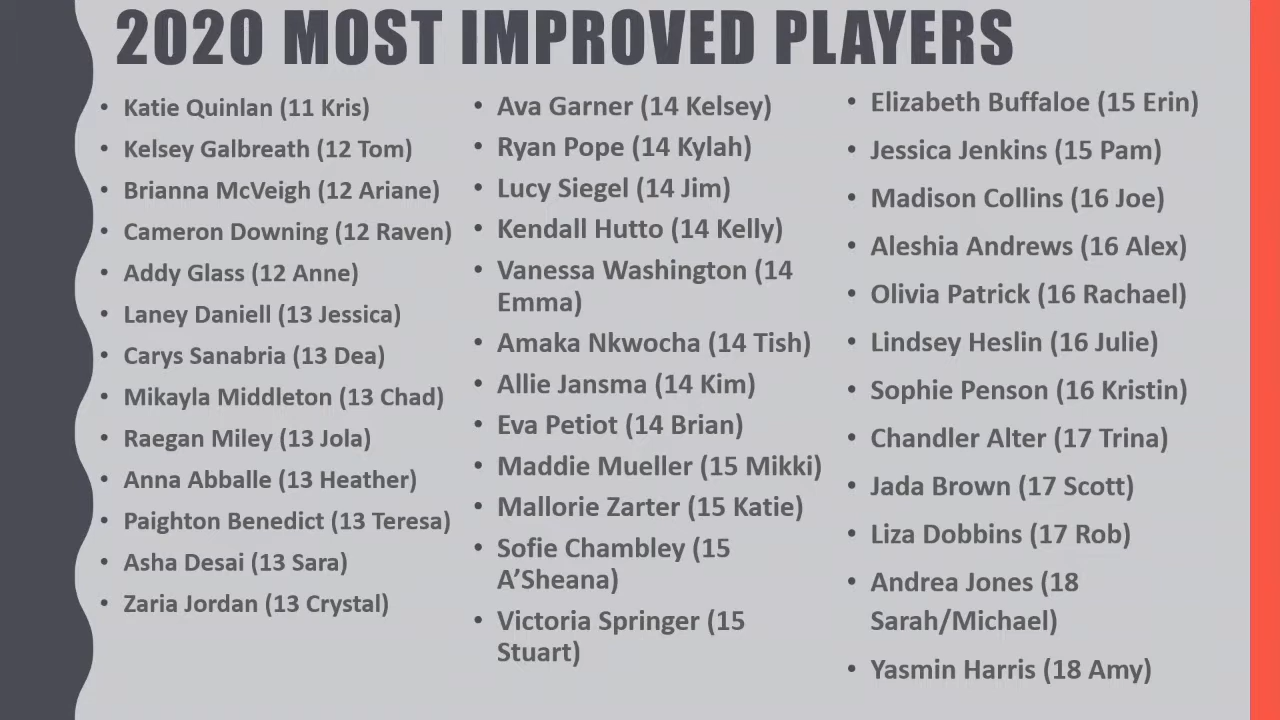 2020 MOST IMPROVED PLAYERS
• Katie Quinlan (11 Kris)
• Kelsey Galbreath (12 Tom)
• Brianna McVeigh (12 Ariane)
• Cameron Downing (12 Raven)
• Addy Glass (12 Anne)
• Laney Daniell (13 Jessica)
• Carys Sanabria (13 Dea)
• Mikayla Middleton (13 Chad)
• Raegan Miley (13 Jola)
• Anna Abballe (13 Heather)
• Paighton Benedict (13 Teresa)
• Asha Desai (13 Sara)
• Zaria Jordan (13 Crystal)
• Ava Garner (14 Kelsey)
• Ryan Pope (14 Kylah)
• Lucy Siegel (14 Jim)
• Kendall Hutto (14 Kelly)
• Vanessa Washington (14
Emma)
• Amaka Nkwocha (14 Tish)
• Allie Jansma (14 Kim)
• Eva Petiot (14 Brian)
• Maddie Mueller (15 Mikki)
• Mallorie Zarter (15 Katie)
• Sofie Chambley (15
A’Sheana)
• Victoria Springer (15
Stuart)
• Elizabeth Buffaloe (15 Erin)
• Jessica Jenkins (15 Pam)
• Madison Collins (16 Joe)
• Aleshia Andrews (16 Alex)
• Olivia Patrick (16 Rachael)
• Lindsey Heslin (16 Julie)
• Sophie Penson (16 Kristin)
• Chandler Alter (17 Trina)
• Jada Brown (17 Scott)
• Liza Dobbins (17 Rob)
• Andrea Jones (18
Sarah/Michael)
• Yasmin Harris (18 Amy)